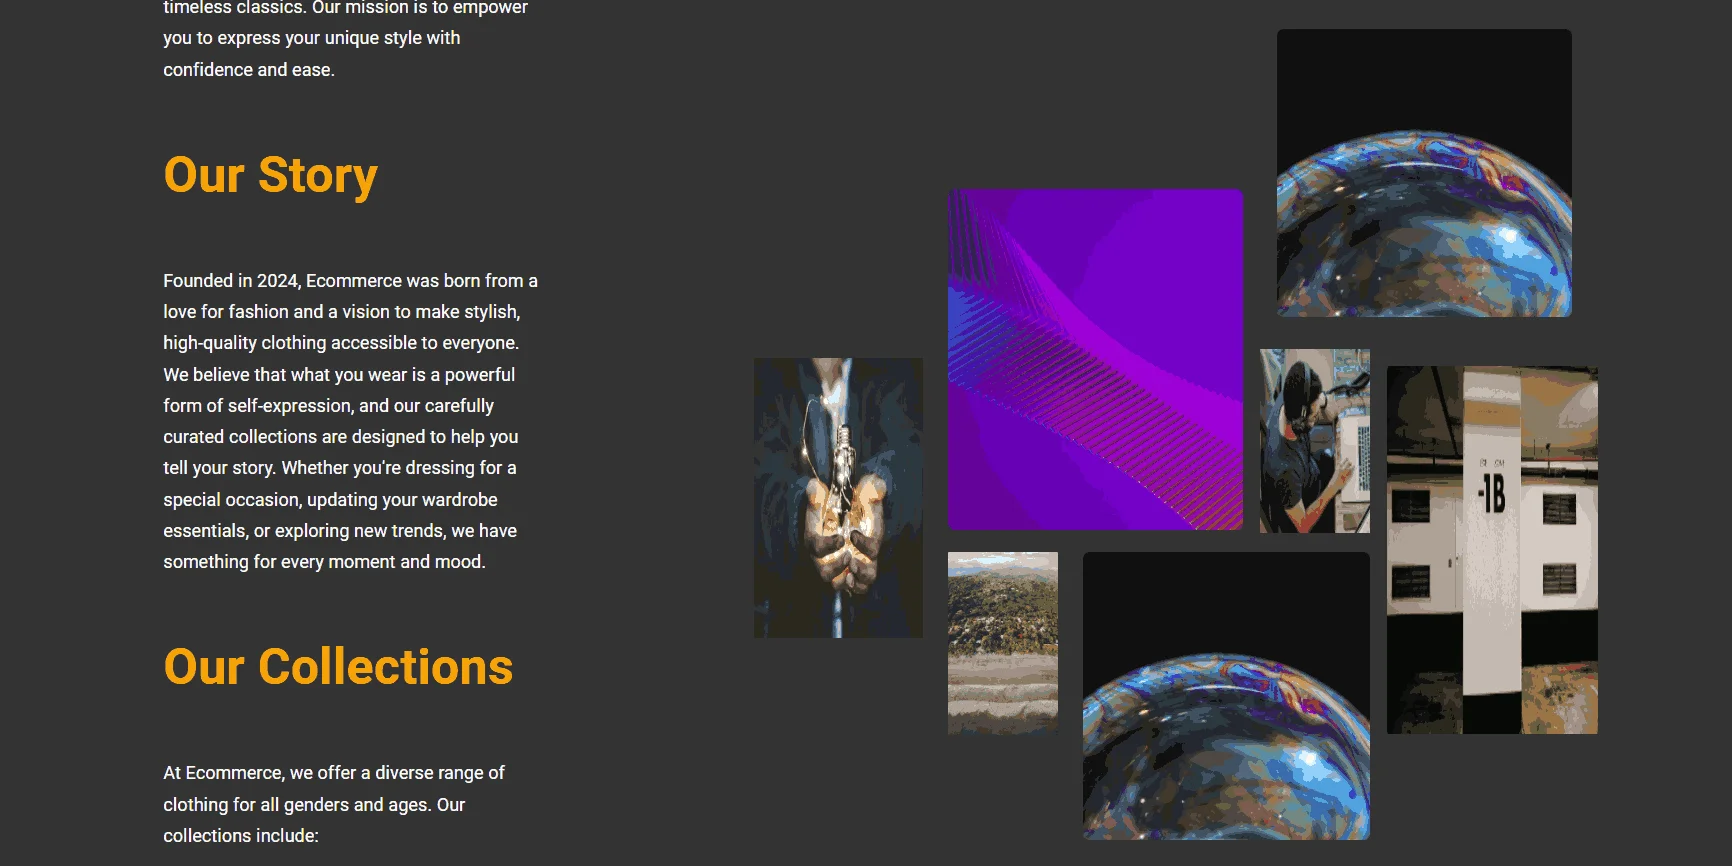 timeless classics. Our mission is to empower
you to express your unique style with
confidence and ease.
Our Story
Founded in 2024, Ecommerce was born from a
love for fashion and a vision to make stylish,
high-quality clothing accessible to everyone.
We believe that what you wear is a powerful
form of self-expression, and our carefully
curated collections are designed to help you
tell your story. Whether you're dressing for a
special occasion, updating your wardrobe
essentials, or exploring new trends, we have
something for every moment and mood.
Our Collections
At Ecommerce, we offer a diverse range of
clothing for all genders and ages. Our
collections include:
-1B